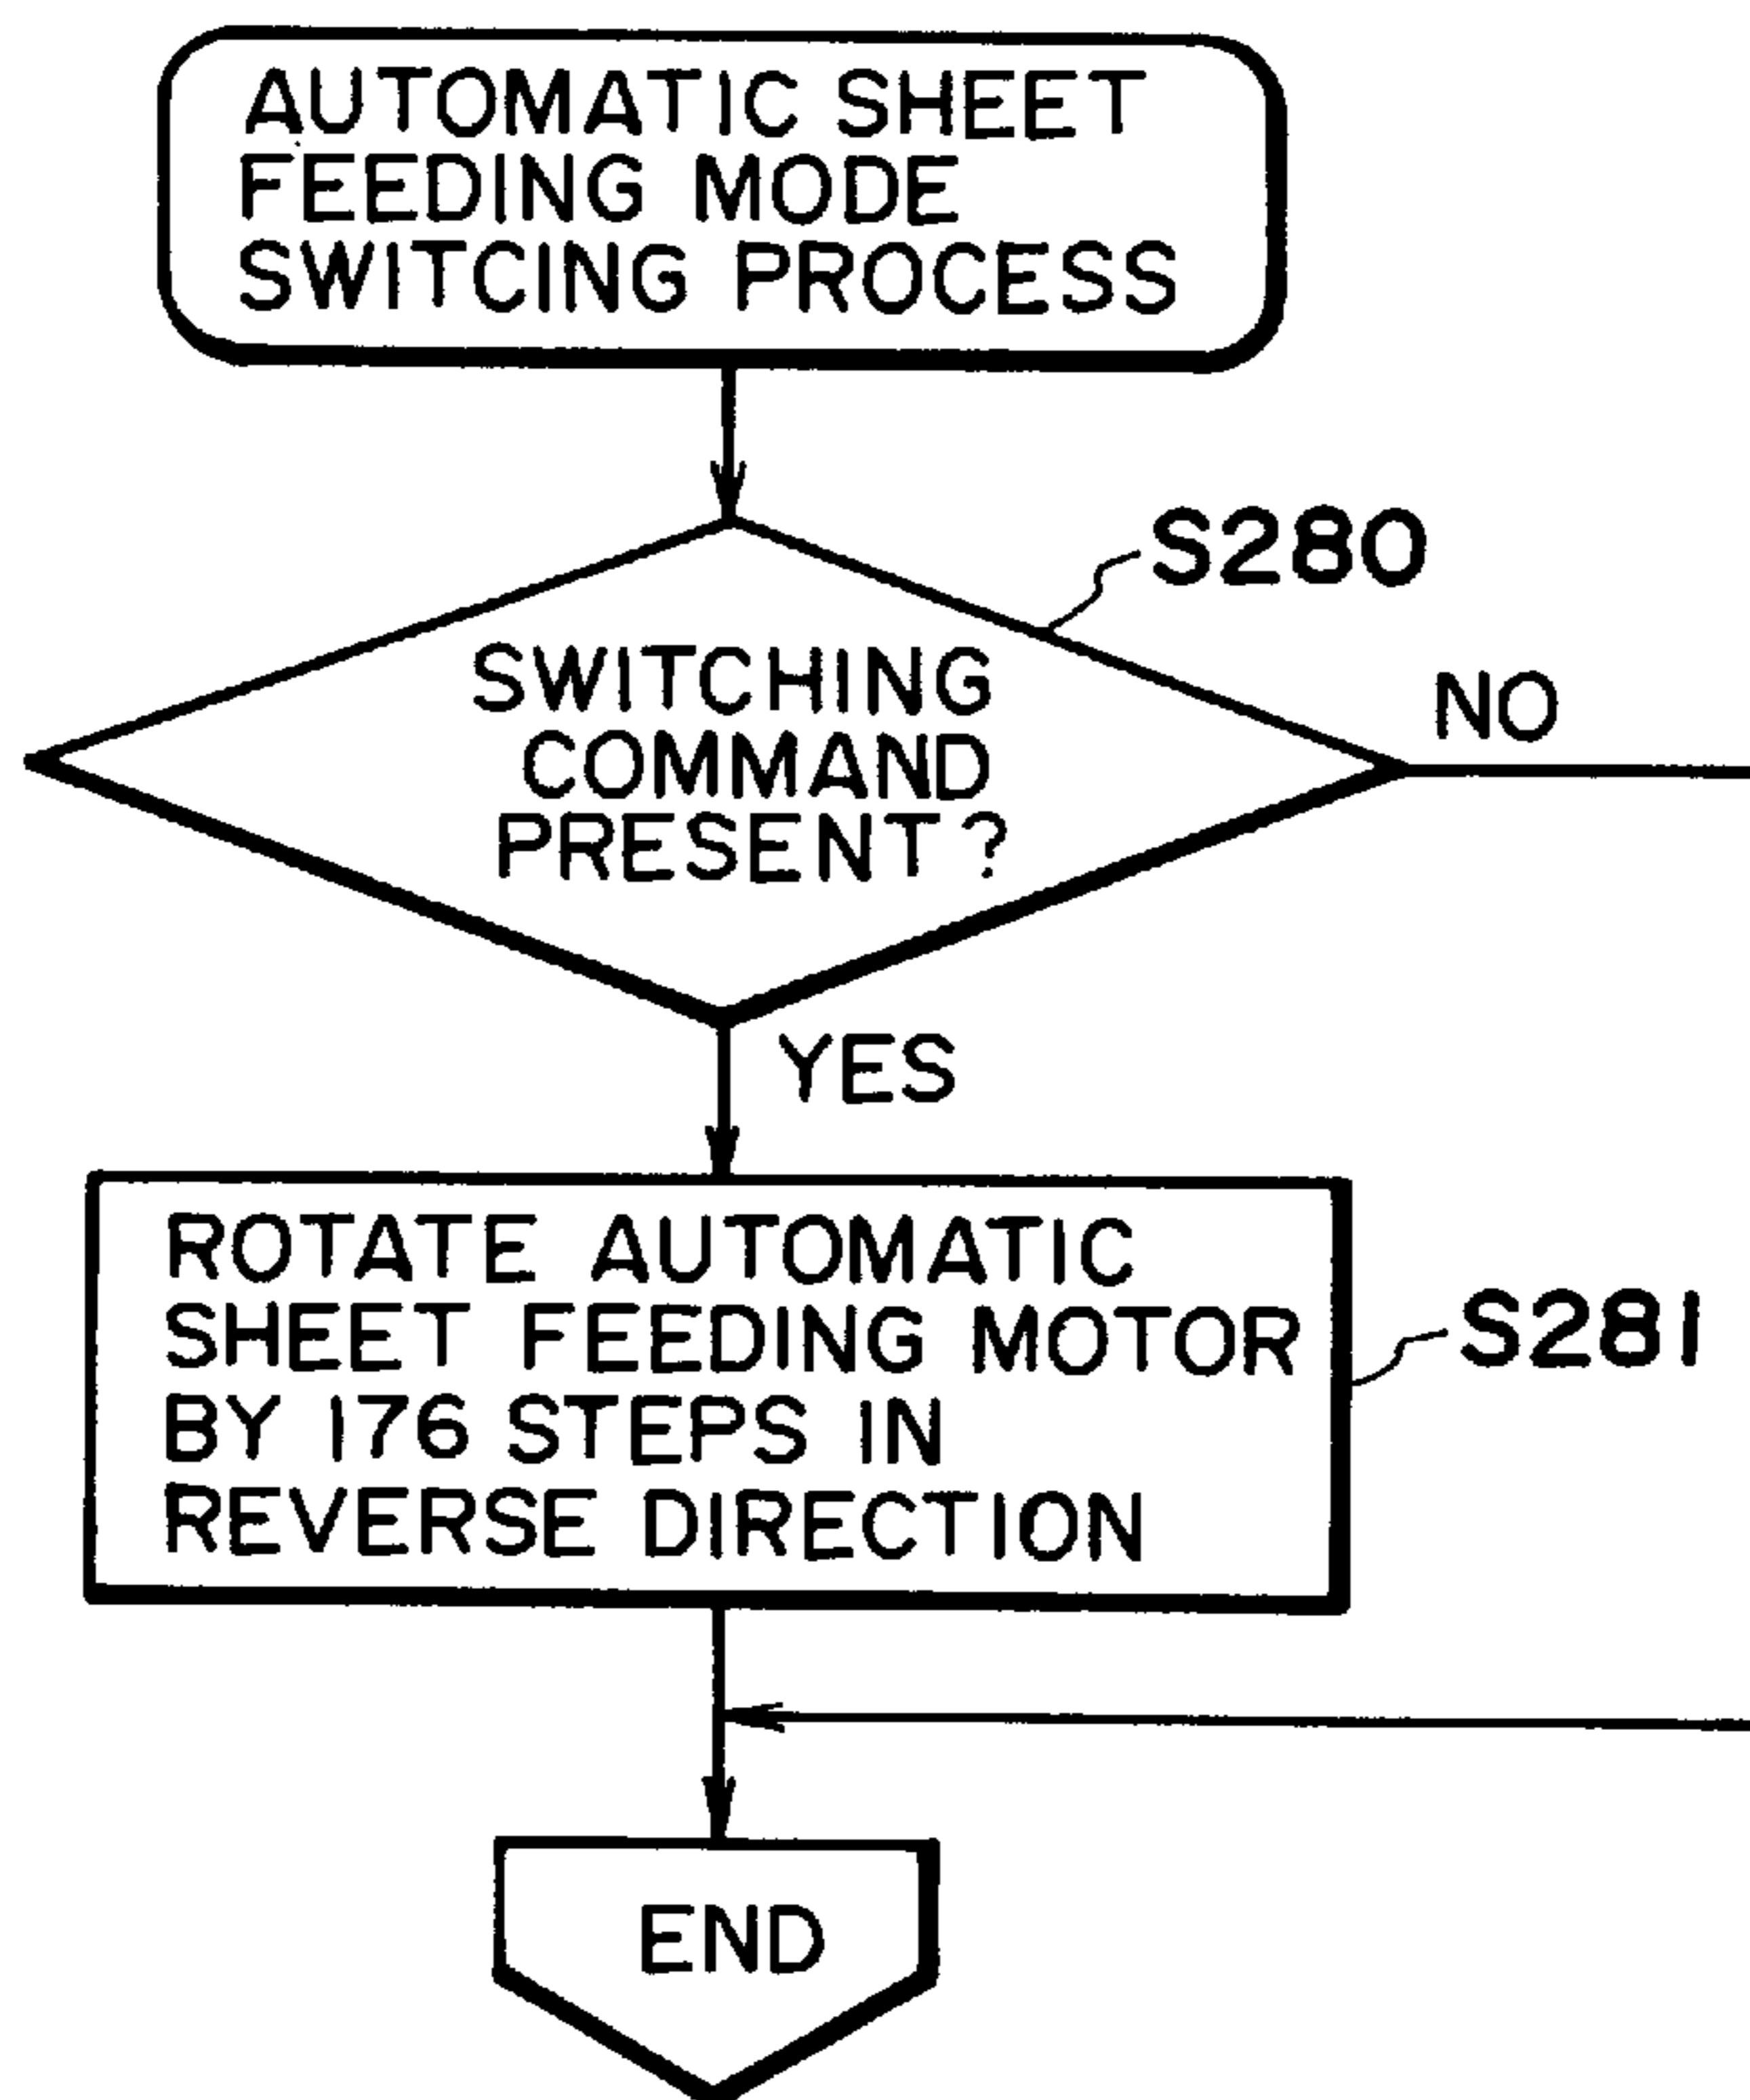 AUTOMATIC SHEET
FEEDING MODE
SWITCING PROCESS
S280
SWITCHING
COMMAND
PRESENT?
NO
YES
ROTATE AUTOMATIC
SHEET FEEDING MOTOR
BY 176 STEPS IN
REVERSE DIRECTION
S281
END